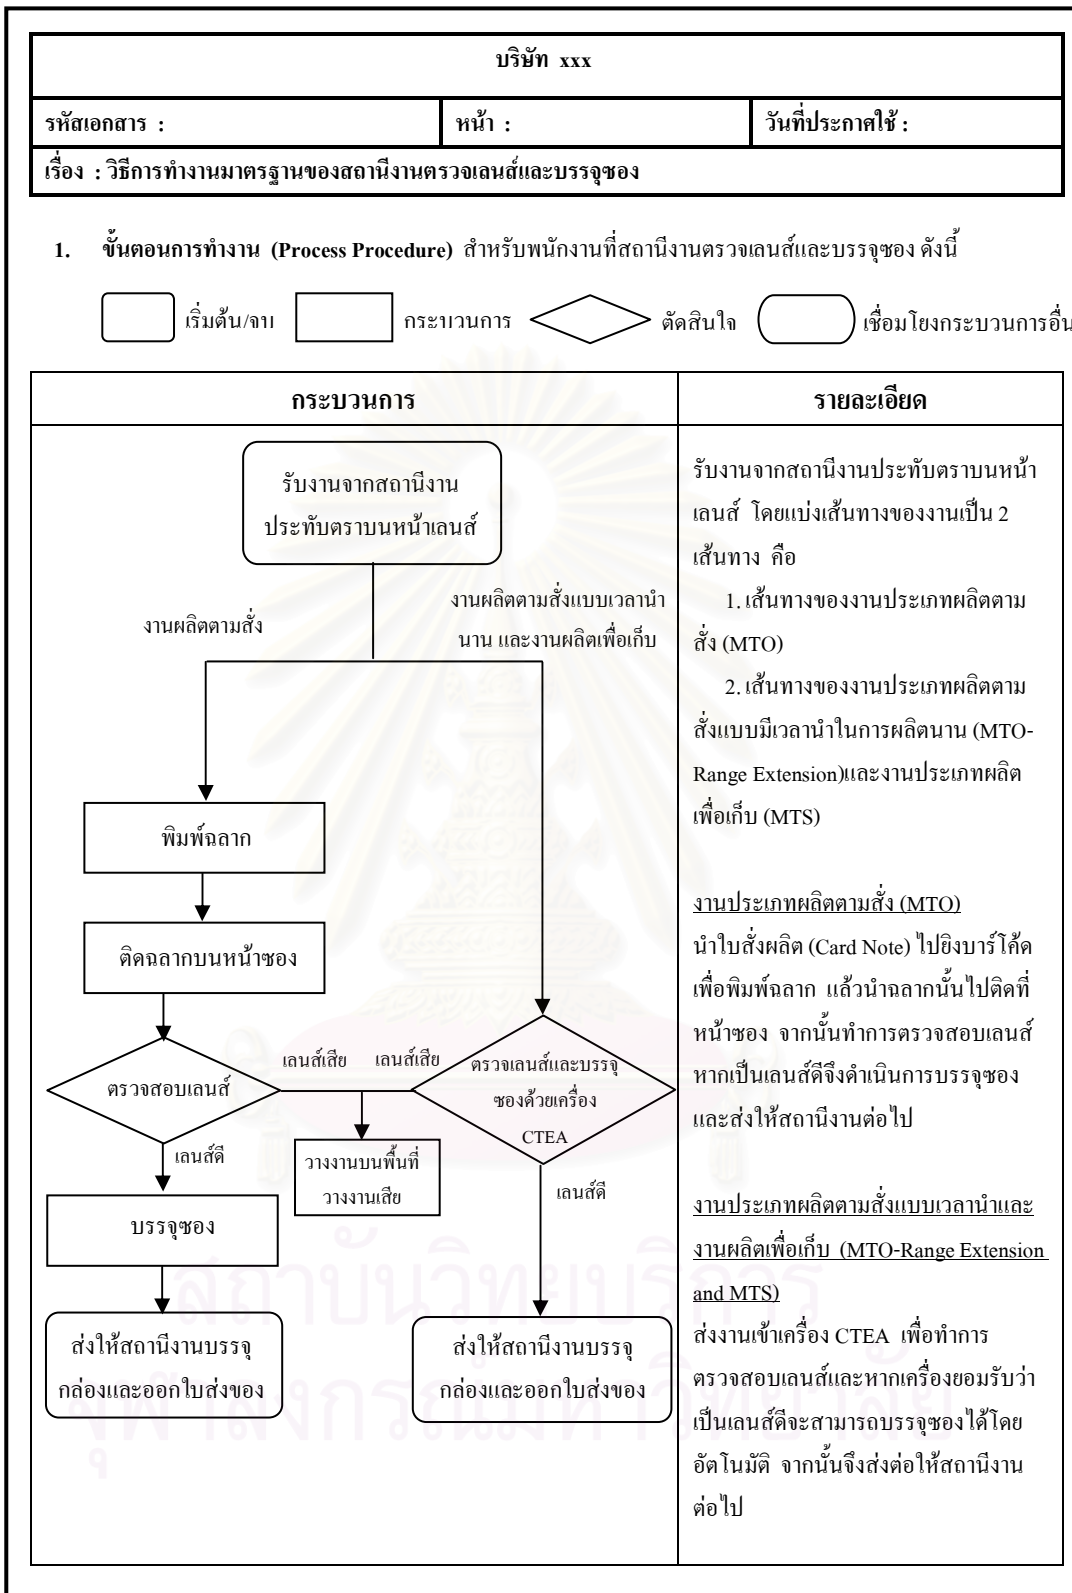 บริษัท xxx
รหัสเอกสาร :
หน้า :
วันที่ประกาศใช้ :
เรื่อง : วิธีการทำงานมาตรฐานของสถานีงานตรวจเลนส์และบรรจุซอง
1. ขั้นตอนการทำงาน (Process Procedure) สำหรับพนักงานที่สถานีงานตรวจเลนส์และบรรจุซอง ดังนี้
เริ่มต้น/จบ
กระบวนการ
ตัดสินใจ
เชื่อมโยงกระบวนการอื่น
กระบวนการ
รายละเอียด
รับงานจากสถานีงาน
ประทับตราบนหน้าเลนส์
งานผลิตตามสั่ง
งานผลิตตามสั่งแบบเวลานำ
นาน และงานผลิตเพื่อเก็บ
พิมพ์ฉลาก
ติดฉลากบนหน้าซอง
ตรวจสอบเลนส์
เลนส์เสีย
เลนส์เสีย
ตรวจเลนส์และบรรจุ
ซองด้วยเครื่อง
CTEA
เลนส์ดี
วางงานบนพื้นที่
วางงานเสีย
เลนส์ดี
บรรจุซอง
ส่งให้สถานีงานบรรจุ
กล่องและออกใบส่งของ
ส่งให้สถานีงานบรรจุ
กล่องและออกใบส่งของ
รับงานจากสถานีงานประทับตราบนหน้า
เลนส์ โดยแบ่งเส้นทางของงานเป็น 2
เส้นทาง คือ
1. เส้นทางของงานประเภทผลิตตาม
สั่ง (MTO)
2. เส้นทางของงานประเภทผลิตตาม
สั่งแบบมีเวลานำในการผลิตนาน (MTO-
Range Extension)และงานประเภทผลิต
เพื่อเก็บ (MTS)
งานประเภทผลิตตามสั่ง (MTO)
นำใบสั่งผลิต (Card Note) ไปยิงบาร์โค้ด
เพื่อพิมพ์ฉลาก แล้วนำฉลากนั้นไปติดที่
หน้าซอง จากนั้นทำการตรวจสอบเลนส์
หากเป็นเลนส์ดีจึงดำเนินการบรรจุซอง
และส่งให้สถานีงานต่อไป
งานประเภทผลิตตามสั่งแบบเวลานำและ
งานผลิตเพื่อเก็บ (MTO-Range Extension
and MTS)
ส่งงานเข้าเครื่อง CTEA เพื่อทำการ
ตรวจสอบเลนส์และหากเครื่องยอมรับว่า
เป็นเลนส์ดีจะสามารถบรรจุซองได้โดย
อัตโนมัติ จากนั้นจึงส่งต่อให้สถานีงาน
ต่อไป
สถาบันวิทยบริการ
จุฬาลงกรณ์มหาวิทยาลัย